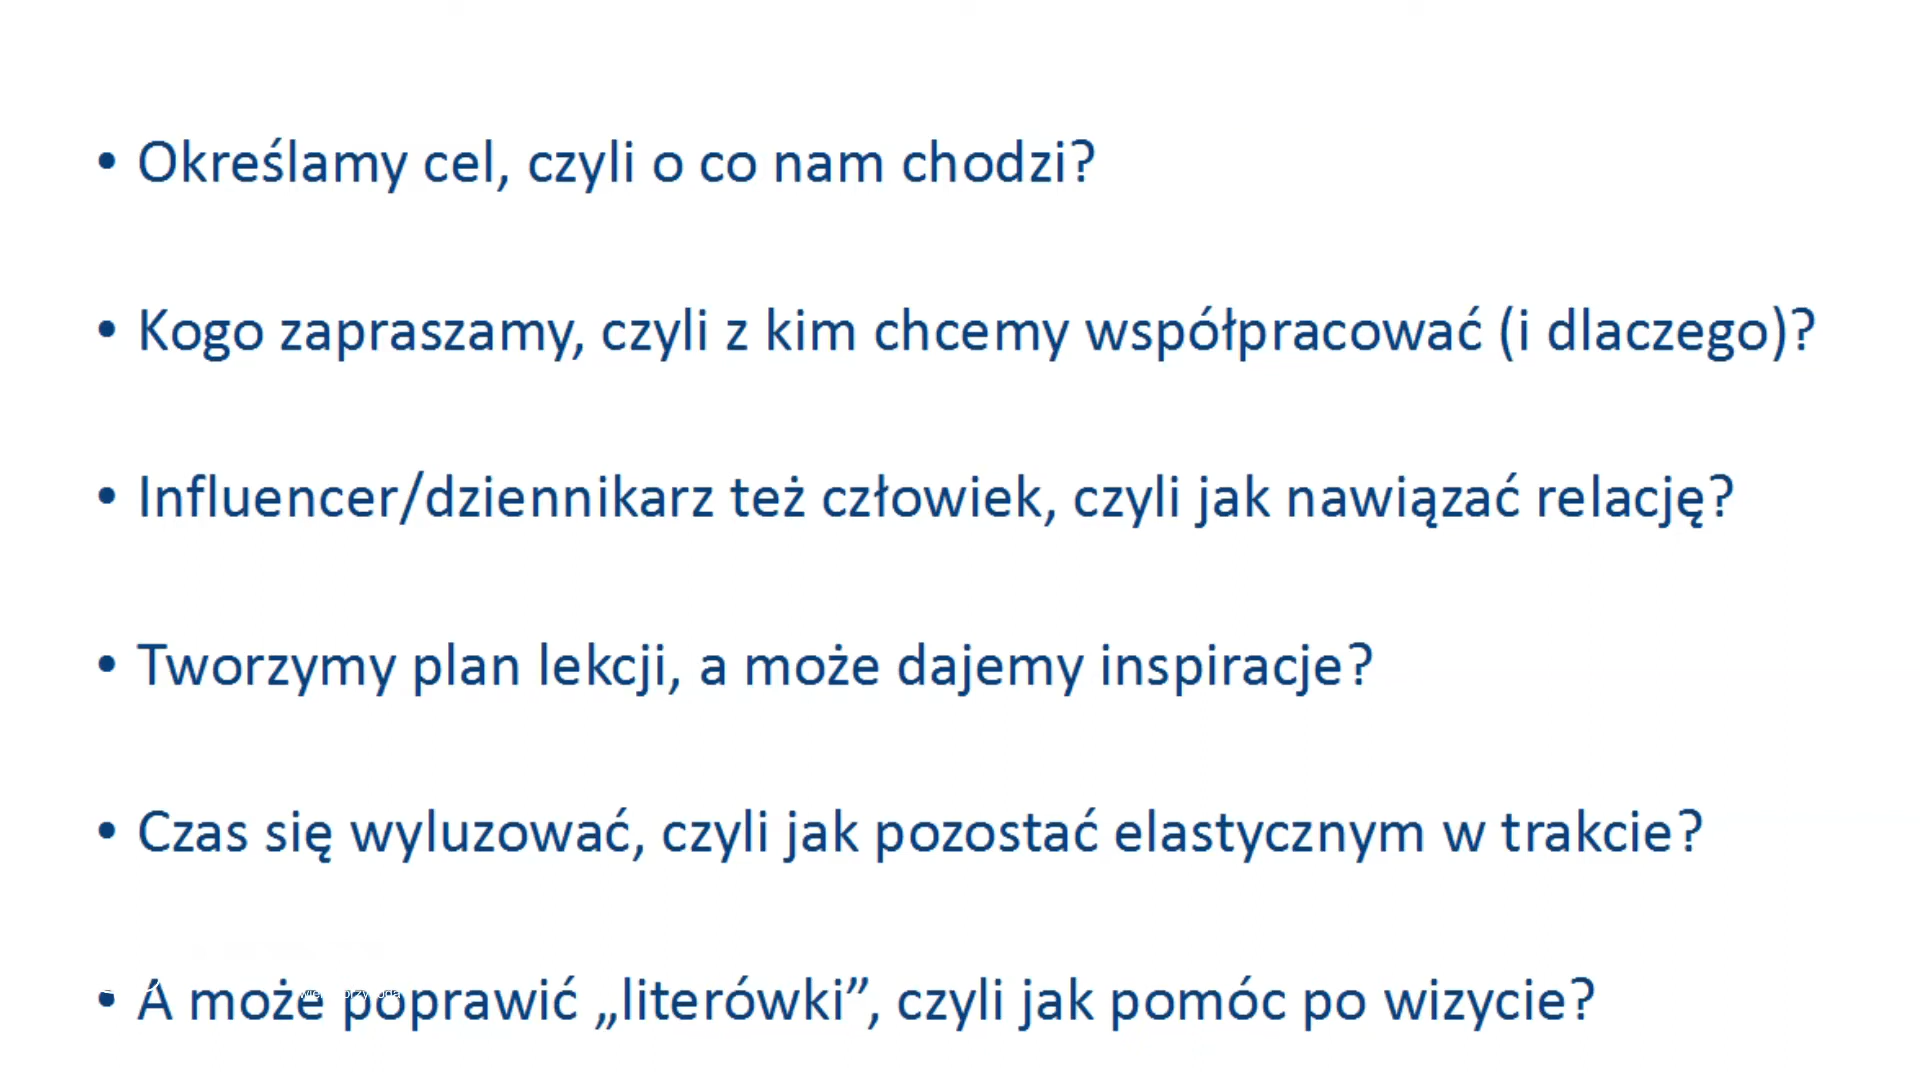 • Określamy cel, czyli o co nam chodzi?
• Kogo zapraszamy, czyli z kim chcemy współpracować (i dlaczego)?
• Influencer/dziennikarz też człowiek, czyli jak nawiązać relację?
• Tworzymy plan lekcji, a może dajemy inspiracje?
• Czas się wyluzować, czyli jak pozostać elastycznym w trakcie?
• A może poprawić „literówki”, czyli jak pomóc po wizycie?